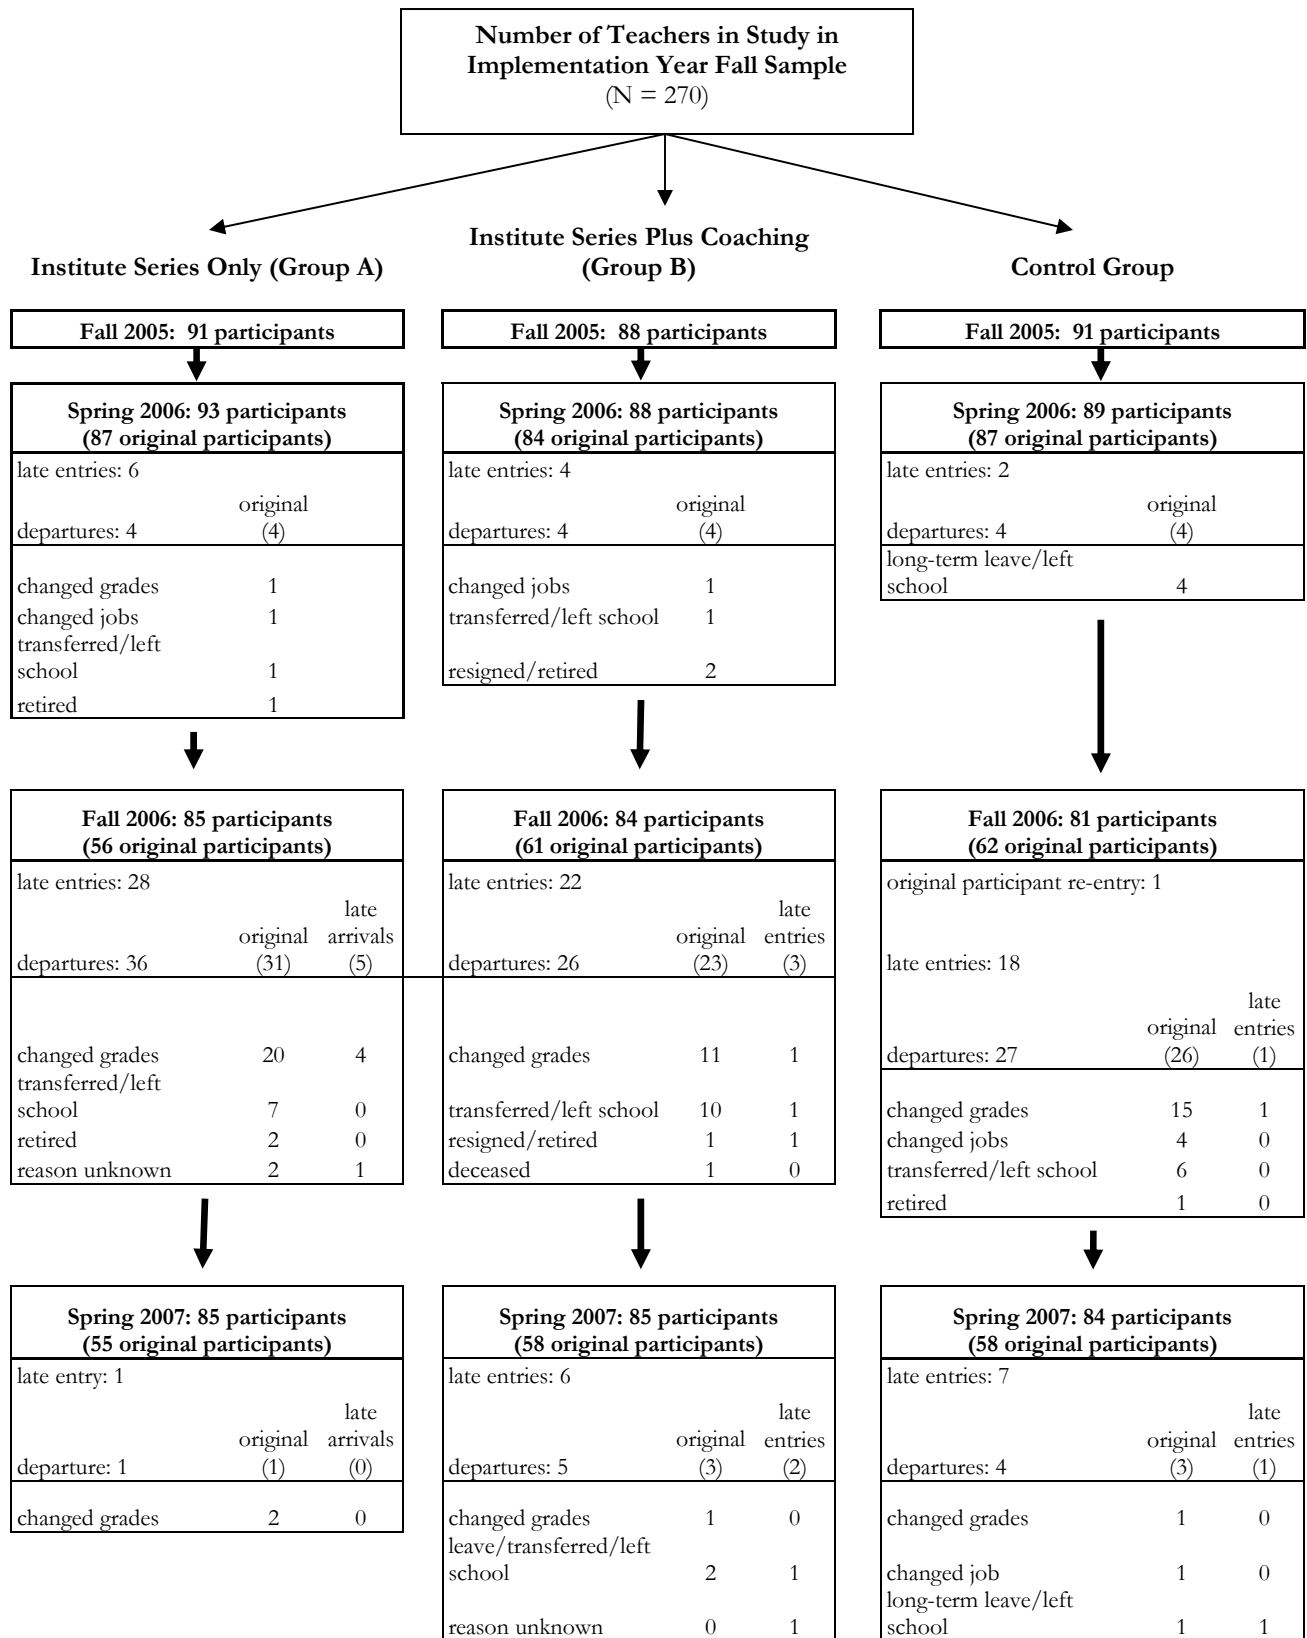 Number of Teachers in Study in
Implementation Year Fall Sample
(N = 270)
Institute Series Only (Group A)
Institute Series Plus Coaching
(Group B)
Control Group
Fall 2005: 91 participants
Spring 2006: 93 participants
(87 original participants)
late entries: 6
original
departures: 4 (4)
changed grades 1
changed jobs 1
transferred/left
school 1
retired 1
Fall 2006: 85 participants
(56 original participants)
late entries: 28
late
original arrivals
departures: 36 (31) (5)
changed grades 20 4
transferred/left
school 7 0
retired 2 0
reason unknown 2 1
Spring 2007: 85 participants
(55 original participants)
late entry: 1
late
original arrivals
departure: 1 (1) (0)
changed grades 2 0
Fall 2005: 88 participants
Spring 2006: 88 participants
(84 original participants)
late entries: 4
original
departures: 4 (4)
changed jobs 1
transferred/left school 1
resigned/retired 2
Fall 2006: 84 participants
(61 original participants)
late entries: 22
late
original entries
departures: 26 (23) (3)
changed grades 11 1
transferred/left school 10 1
resigned/retired 1 1
deceased 1 0
Spring 2007: 85 participants
(58 original participants)
late entries: 6
late
original entries
departures: 5 (3) (2)
changed grades 1 0
leave/transferred/left
school 2 1
reason unknown 0 1
Fall 2005: 91 participants
Spring 2006: 89 participants
(87 original participants)
late entries: 2
original
departures: 4 (4)
long-term leave/left
school 4
Fall 2006: 81 participants
(62 original participants)
original participant re-entry: 1
late entries: 18
late
original entries
departures: 27 (26) (1)
changed grades 15 1
changed jobs 4 0
transferred/left school 6 0
retired 1 0
Spring 2007: 84 participants
(58 original participants)
late entries: 7
late
original entries
departures: 4 (3) (1)
changed grades 1 0
changed job 1 0
long-term leave/left
school 1 1